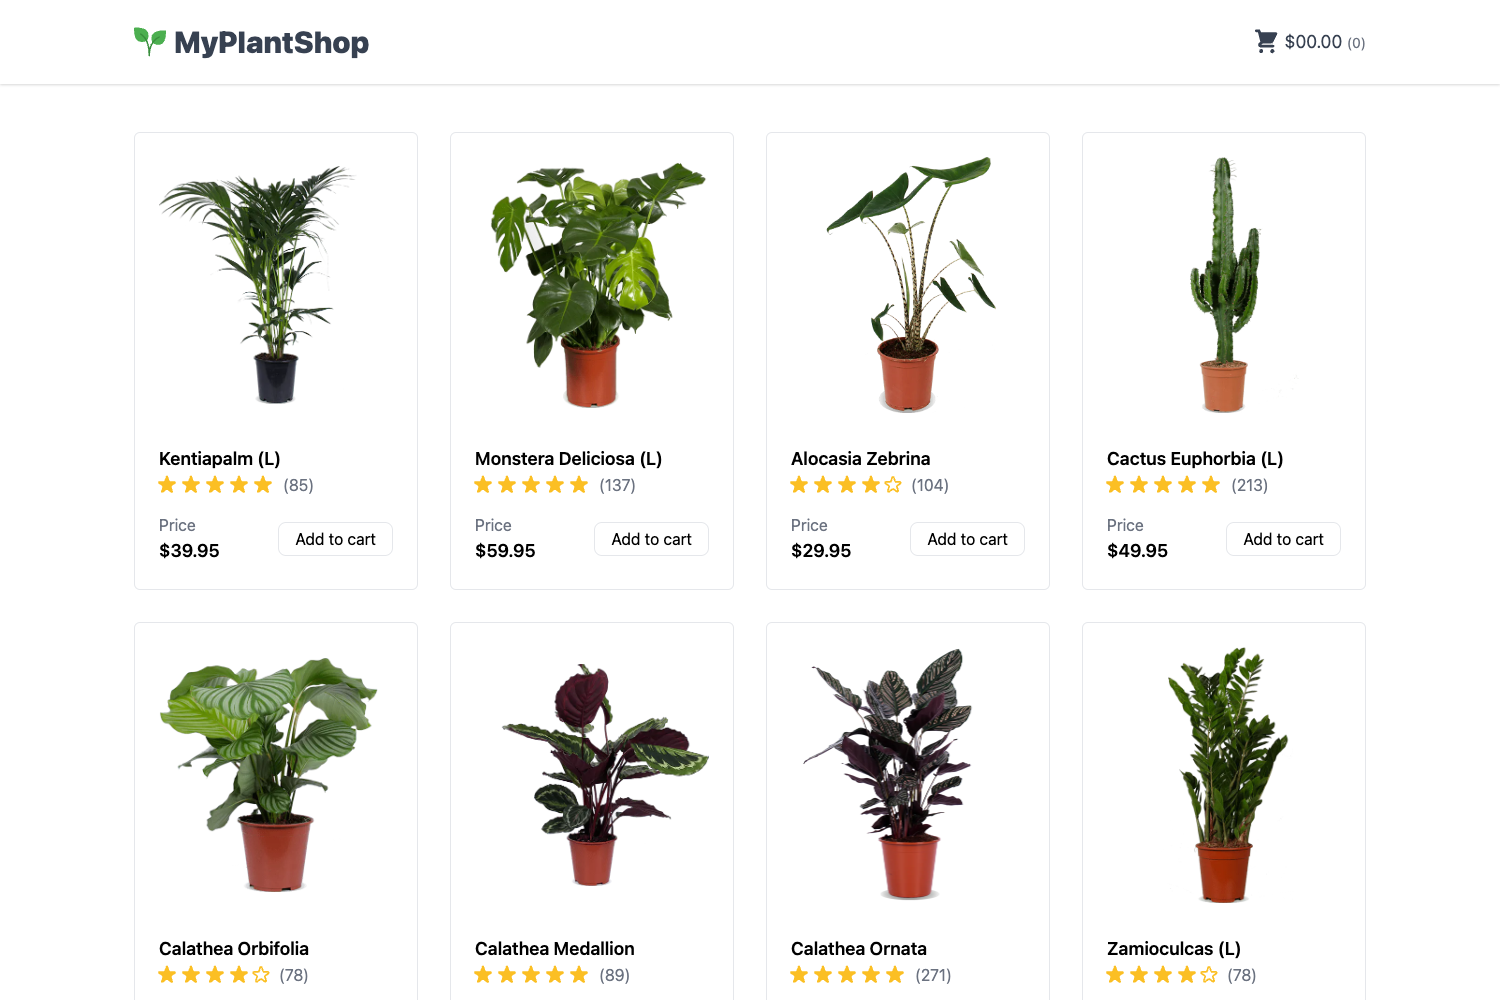 MyPlantShop
$00.00 (0)
Kentiapalm (L)
(85)
Price
$39.95
Add to cart
Monstera Deliciosa (L)
(137)
Price
$59.95
Add to cart
Alocasia Zebrina
(104)
Price
$29.95
Add to cart
Cactus Euphorbia (L)
(213)
Price
$49.95
Add to cart
Calathea Orbifolia
(78)
Calathea Medallion
(89)
Calathea Ornata
(271)
Zamioculcas (L)
(78)